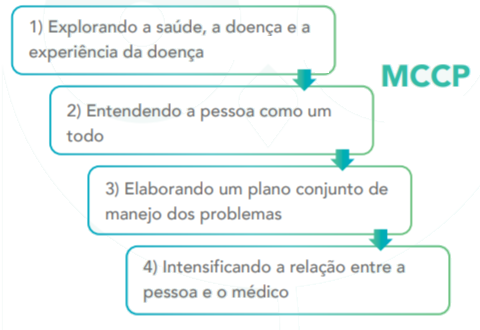 1) Explorando a saúde, a doença e a
experiência da doença
MCCP
2) Entendendo a pessoa como um
todo
3) Elaborando um plano conjunto de
manejo dos problemas
4) Intensificando a relação entre a
pessoa e o médico